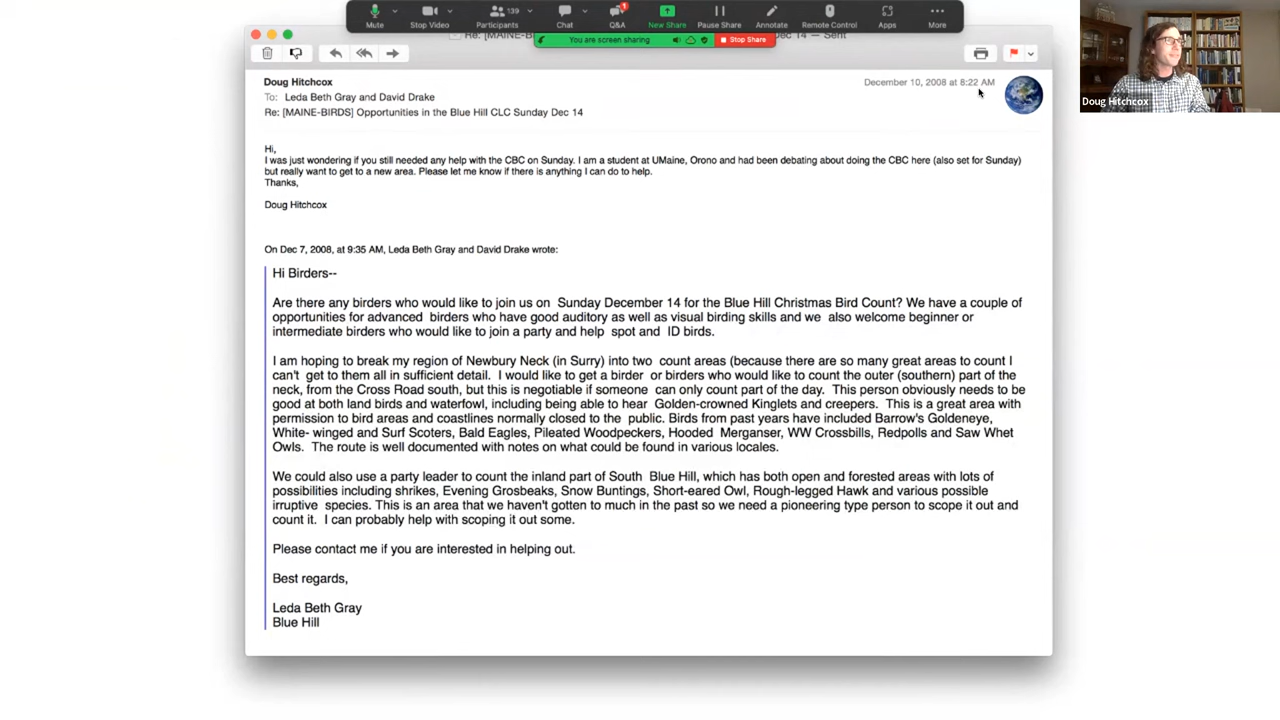 Mute
Stop Video
Participants
139
Chat
Q&A
1
New Share
Pause Share
Annotate
Remote Control
Apps
More
You are screen sharing
Stop Share
Doug Hitchcox
December 10, 2008 at 8:22 AM
To: Leda Beth Gray and David Drake
Re: [MAINE-BIRDS] Opportunities in the Blue Hill CLC Sunday Dec 14
Hi,
I was just wondering if you still needed any help with the CBC on Sunday. I am a student at UMaine, Orono and had been debating about doing the CBC here (also set for Sunday)
but really want to get to a new area. Please let me know if there is anything I can do to help.
Thanks,
Doug Hitchcox
On Dec 7, 2008, at 9:35 AM, Leda Beth Gray and David Drake wrote:
Hi Birders--
Are there any birders who would like to join us on Sunday December 14 for the Blue Hill Christmas Bird Count? We have a couple of
opportunities for advanced birders who have good auditory as well as visual birding skills and we also welcome beginner or
intermediate birders who would like to join a party and help spot and ID birds.
I am hoping to break my region of Newbury Neck (in Surry) into two count areas (because there are so many great areas to count I
can't get to them all in sufficient detail. I would like to get a birder or birders who would like to count the outer (southern) part of the
neck, from the Cross Road south, but this is negotiable if someone can only count part of the day. This person obviously needs to be
good at both land birds and waterfowl, including being able to hear Golden-crowned Kinglets and creepers. This is a great area with
permission to bird areas and coastlines normally closed to the public. Birds from past years have included Barrow's Goldeneye,
White- winged and Surf Scoters, Bald Eagles, Pileated Woodpeckers, Hooded Merganser, WW Crossbills, Redpolls and Saw Whet
Owls. The route is well documented with notes on what could be found in various locales.
We could also use a party leader to count the inland part of South Blue Hill, which has both open and forested areas with lots of
possibilities including shrikes, Evening Grosbeaks, Snow Buntings, Short-eared Owl, Rough-legged Hawk and various possible
irruptive species. This is an area that we haven't gotten to much in the past so we need a pioneering type person to scope it out and
count it. I can probably help with scoping it out some.
Please contact me if you are interested in helping out.
Best regards,
Leda Beth Gray
Blue Hill
Doug Hitchcox